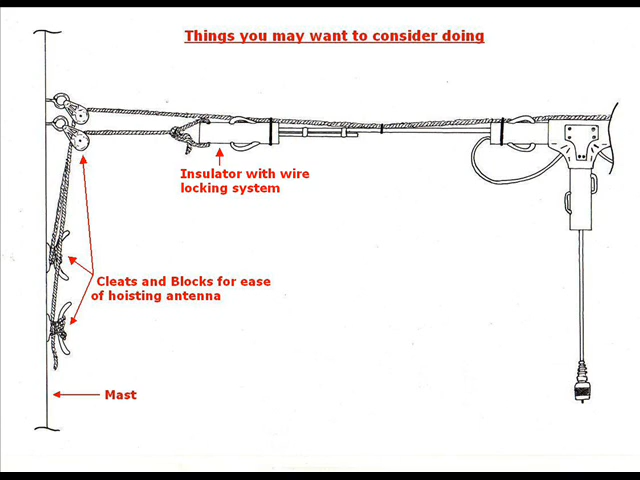 Things you may want to consider doing
Insulator with wire
locking system
Cleats and Blocks for ease
of hoisting antenna
Mast